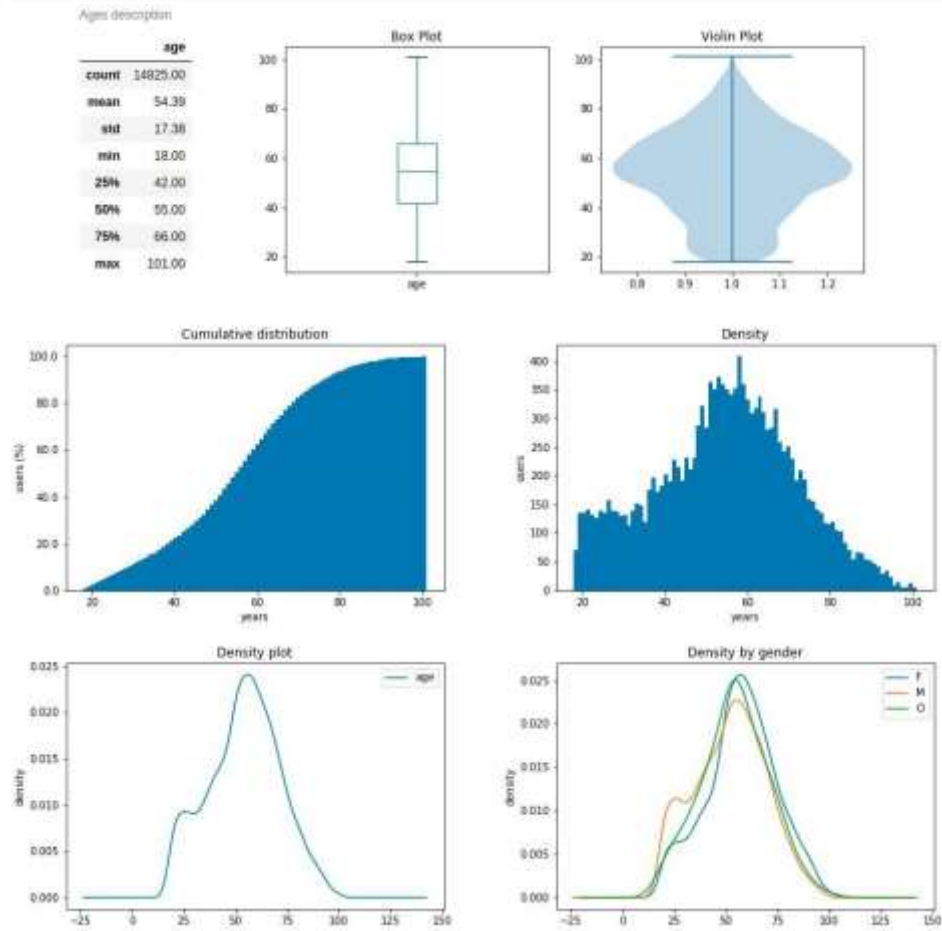 Ages description
age
count 14825.00
mean 54.39
std 17.38
min 18.00
25% 42.00
50% 55.00
75% 66.00
max 101.00
Box Plot
100
80
60
40
20
age
Violin Plot
100
80
60
40
20
0.8 0.9 1.0 1.1 1.2
Cumulative distribution
users (%)
100.0
80.0
60.0
40.0
20.0
0.0
20 40 60 80 100
years
Density
users
400
350
300
250
200
150
100
50
0
20 40 60 80 100
years
Density plot
age
density
0.025
0.020
0.015
0.010
0.005
0.000
−25 0 25 50 75 100 125 150
Density by gender
F
M
O
density
0.025
0.020
0.015
0.010
0.005
0.000
−25 0 25 50 75 100 125 150